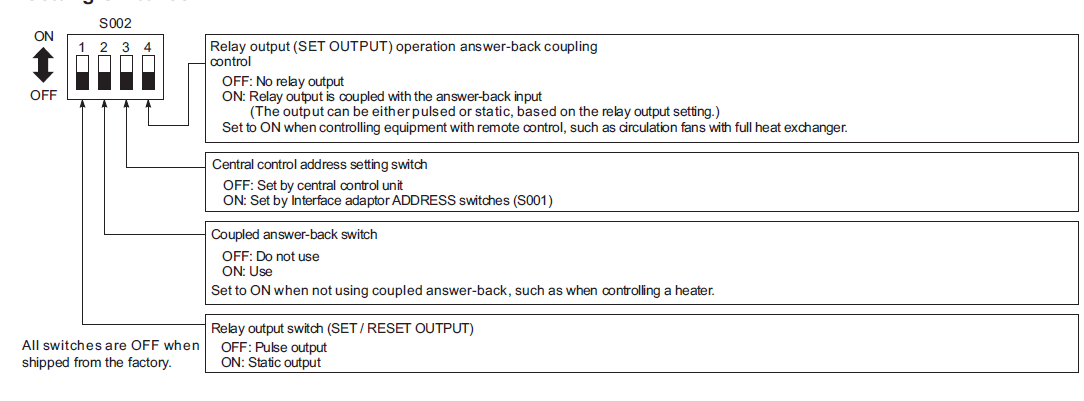 S002
ON
1 2 3 4
OFF
Relay output (SET OUTPUT) operation answer-back coupling
control
OFF: No relay output
ON: Relay output is coupled with the answer-back input
(The output can be either pulsed or static, based on the relay output setting.)
Set to ON when controlling equipment with remote control, such as circulation fans with full heat exchanger.
Central control address setting switch
OFF: Set by central control unit
ON: Set by Interface adaptor ADDRESS switches (S001)
Coupled answer-back switch
OFF: Do not use
ON: Use
Set to ON when not using coupled answer-back, such as when controlling a heater.
Relay output switch (SET / RESET OUTPUT)
OFF: Pulse output
ON: Static output
All switches are OFF when
shipped from the factory.